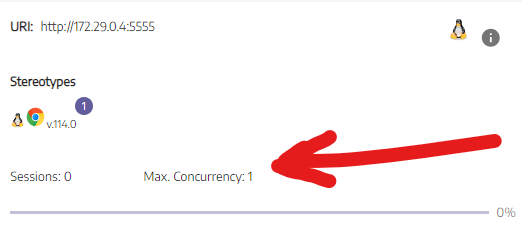 URI: http://172.29.0.4:5555
i
Stereotypes
1
v.114.0
Sessions: 0 Max. Concurrency: 1
0%